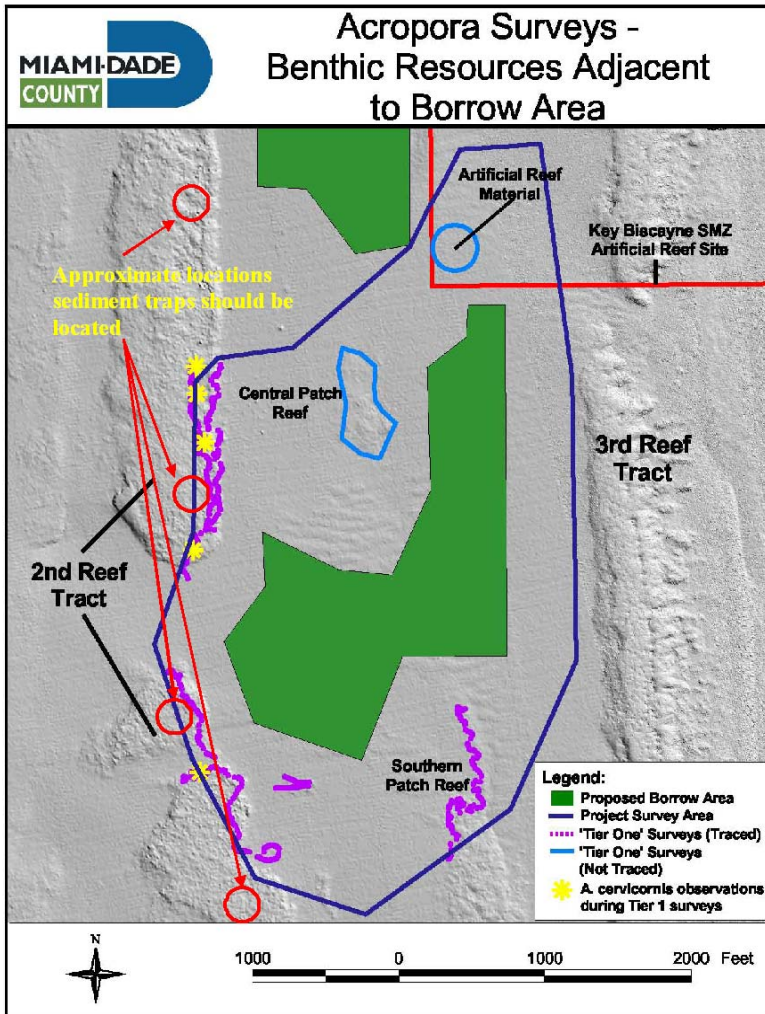 MIAMI-DADE
COUNTY
Acropora Surveys -
Benthic Resources Adjacent
to Borrow Area
Artificial Reef
Material
Key Biscayne SMZ
Artificial Reef Site
Approximate locations
sediment traps should be
located
Central Patch
Reef
3rd Reef
Tract
2nd Reef
Tract
Southern
Patch Reef
Legend:
Proposed Borrow Area
Project Survey Area
'Tier One' Surveys (Traced)
'Tier One' Surveys
(Not Traced)
A. cervicornis observations
during Tier 1 surveys
N
1000 0 1000 2000 Feet